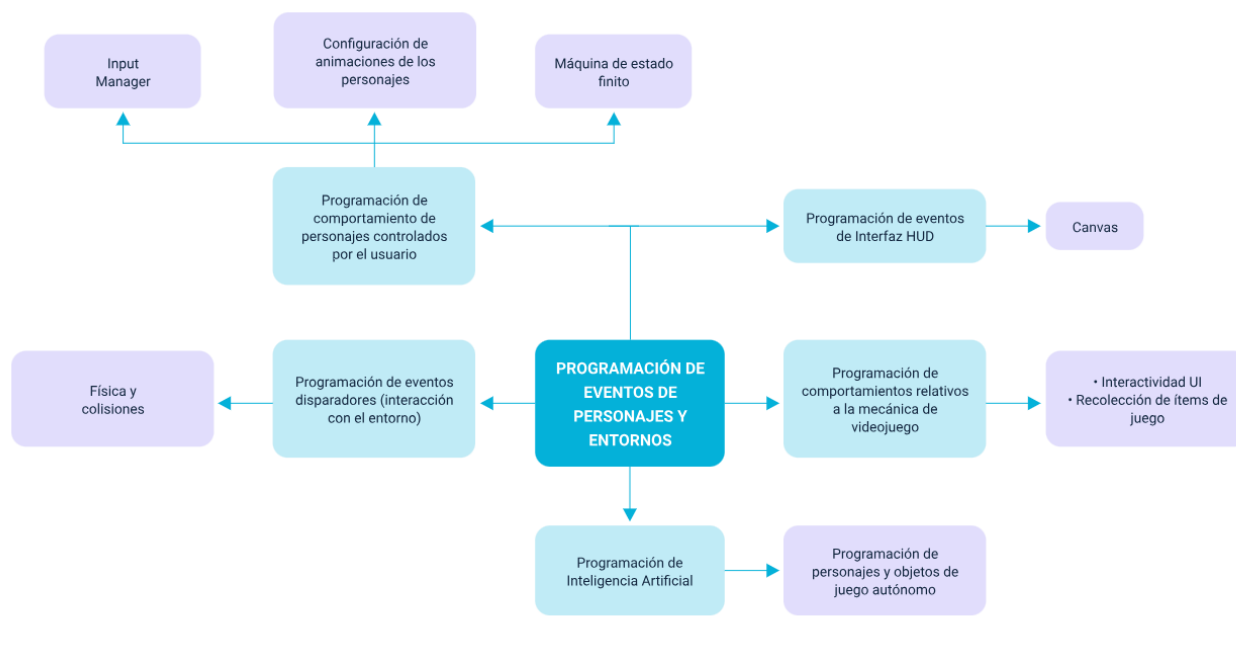 Input
Manager
Configuración de
animaciones de los
personajes
Máquina de estado
finito
Programación de
comportamiento de
personajes controlados
por el usuario
Programación de eventos
de Interfaz HUD
Canvas
Física y
colisiones
Programación de eventos
disparadores (interacción
con el entorno)
PROGRAMACIÓN DE
EVENTOS DE
PERSONAJES Y
ENTORNOS
Programación de
comportamientos relativos
a la mecánica de
videojuego
• Interactividad UI
• Recolección de ítems de
juego
Programación de
Inteligencia Artificial
Programación de
personajes y objetos de
juego autónomo